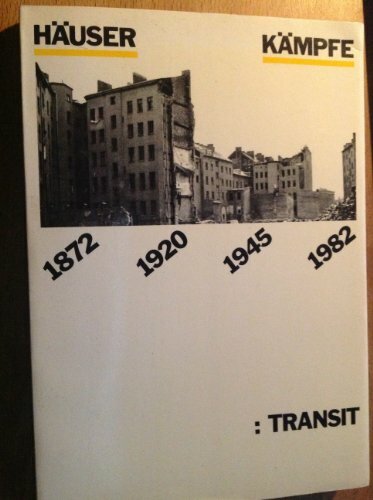 HÄUSER KÄMPFE
1872 1920 1945 1982
: TRANSIT